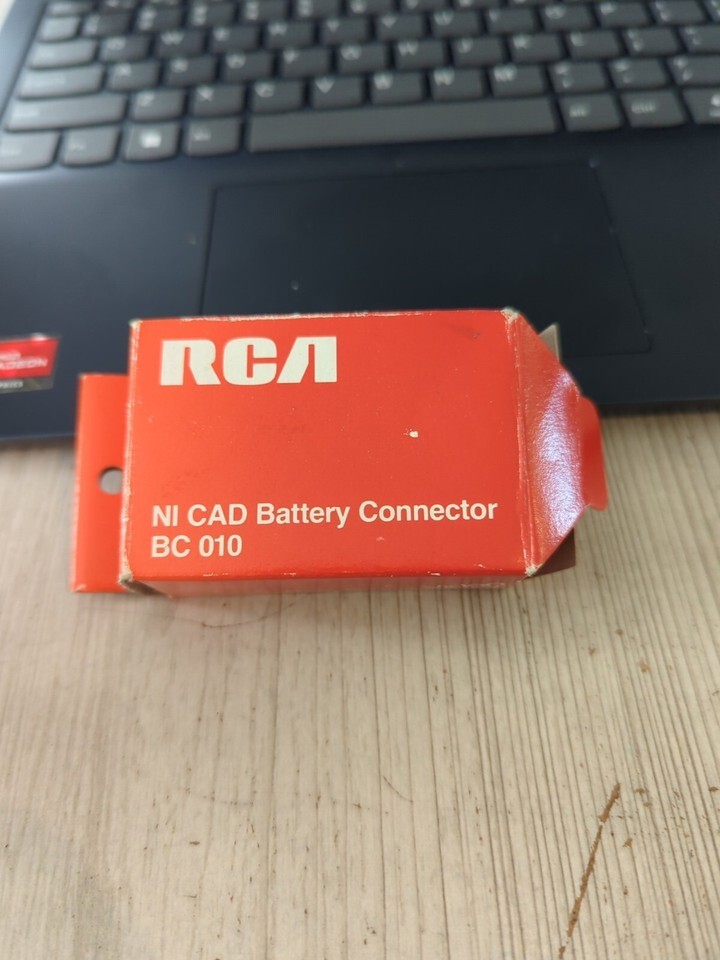 RCA
NI CAD Battery Connector
BC 010